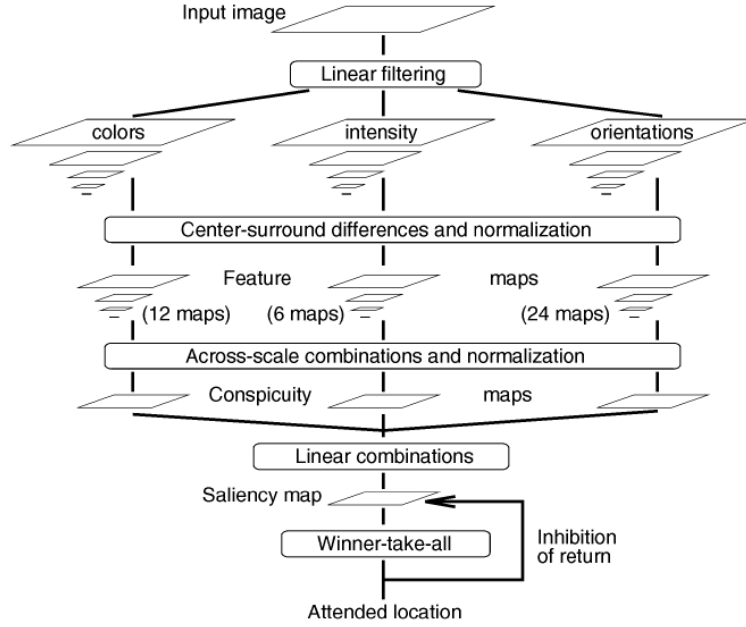 Input image
Linear filtering
colors
intensity
orientations
Center-surround differences and normalization
Feature maps
(12 maps)
(6 maps)
(24 maps)
Across-scale combinations and normalization
Conspicuity maps
Linear combinations
Saliency map
Winner-take-all
Inhibition
of return
Attended location